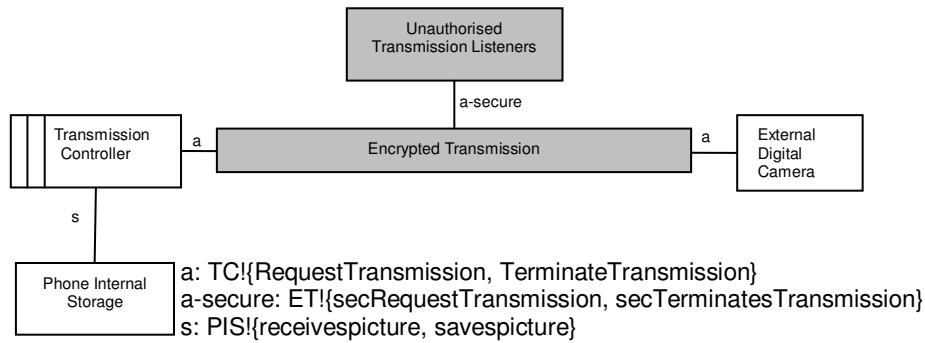 Unauthorised
Transmission Listeners
a-secure
Transmission
Controller
a
Encrypted Transmission
a
External
Digital
Camera
s
Phone Internal
Storage
a: TC!{RequestTransmission, TerminateTransmission}
a-secure: ET!{secRequestTransmission, secTerminatesTransmission}
s: PIS!{receivespicture, savespicture}